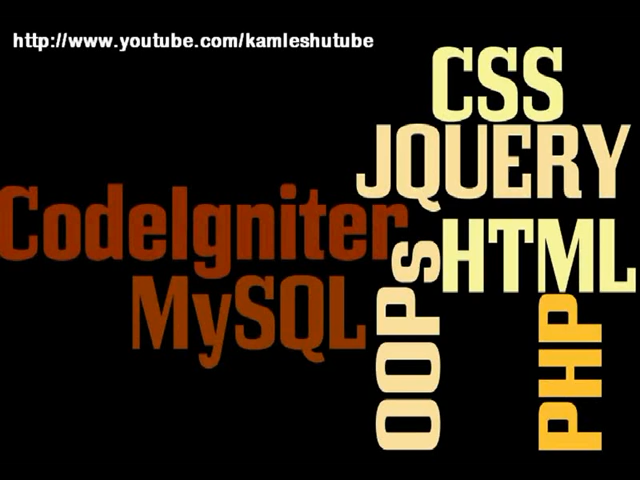 http://www.youtube.com/kamleshutube
CSS
JQUERY
CodeIgniter
HTML
MySQL
OOPs
PHP